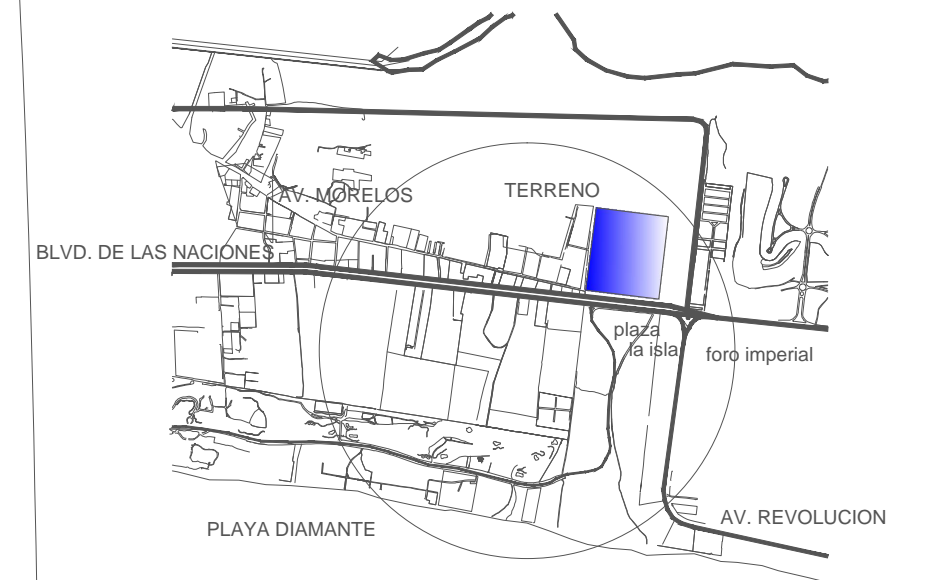 TERRENO
AV. MORELOS
BLVD. DE LAS NACIONES
plaza
la isla
foro imperial
AV. REVOLUCION
PLAYA DIAMANTE